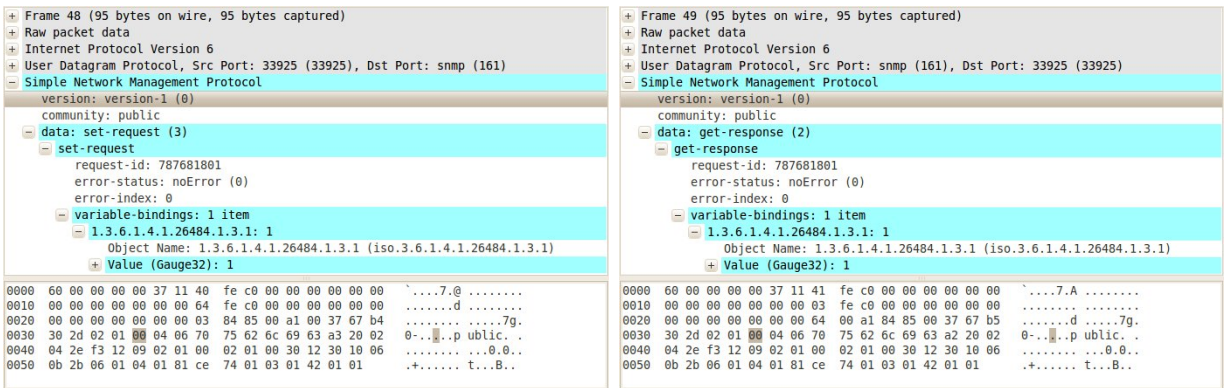 Frame 48 (95 bytes on wire, 95 bytes captured)
Raw packet data
Internet Protocol Version 6
User Datagram Protocol, Src Port: 33925 (33925), Dst Port: snmp (161)
Simple Network Management Protocol
version: version-1 (0)
community: public
data: set-request (3)
set-request
request-id: 787681801
error-status: noError (0)
error-index: 0
variable-bindings: 1 item
1.3.6.1.4.1.26484.1.3.1: 1
Object Name: 1.3.6.1.4.1.26484.1.3.1 (iso.3.6.1.4.1.26484.1.3.1)
Value (Gauge32): 1
0000 60 00 00 00 00 37 11 40 fe c0 00 00 00 00 00 00 `....7.@ ........
0010 00 00 00 00 00 00 00 64 fe c0 00 00 00 00 00 00 .......d ........
0020 00 00 00 00 00 00 00 03 84 85 00 a1 00 37 67 b4 ........ .....7g.
0030 30 2d 02 01 00 04 06 70 75 62 6c 69 63 a3 20 02 0-.....p ublic. .
0040 04 2e f3 12 09 02 01 00 02 01 00 30 12 30 10 06 ........ ...0.0..
0050 0b 2b 06 01 04 01 81 ce 74 01 03 01 42 01 01 .+...... t...B..
Frame 49 (95 bytes on wire, 95 bytes captured)
Raw packet data
Internet Protocol Version 6
User Datagram Protocol, Src Port: snmp (161), Dst Port: 33925 (33925)
Simple Network Management Protocol
version: version-1 (0)
community: public
data: get-response (2)
get-response
request-id: 787681801
error-status: noError (0)
error-index: 0
variable-bindings: 1 item
1.3.6.1.4.1.26484.1.3.1: 1
Object Name: 1.3.6.1.4.1.26484.1.3.1 (iso.3.6.1.4.1.26484.1.3.1)
Value (Gauge32): 1
0000 60 00 00 00 00 37 11 41 fe c0 00 00 00 00 00 00 `....7.A ........
0010 00 00 00 00 00 00 00 03 fe c0 00 00 00 00 00 00 ........ ........
0020 00 00 00 00 00 00 00 64 00 a1 84 85 00 37 67 b5 .......d .....7g.
0030 30 2d 02 01 00 04 06 70 75 62 6c 69 63 a2 20 02 0-.....p ublic. .
0040 04 2e f3 12 09 02 01 00 02 01 00 30 12 30 10 06 ........ ...0.0..
0050 0b 2b 06 01 04 01 81 ce 74 01 03 01 42 01 01 .+...... t...B..